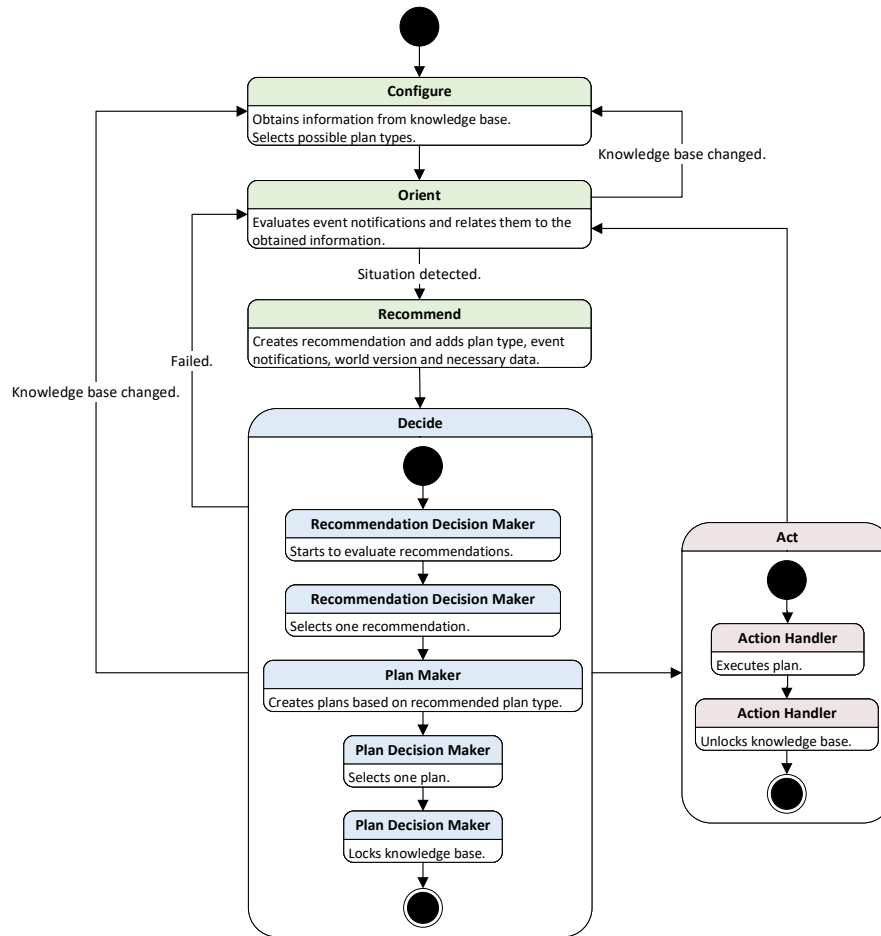 Configure
Obtains information from knowledge base.
Selects possible plan types.
Knowledge base changed.
Orient
Evaluates event notifications and relates them to the
obtained information.
Situation detected.
Recommend
Creates recommendation and adds plan type, event
notifications, world version and necessary data.
Failed.
Knowledge base changed.
Decide
Recommendation Decision Maker
Starts to evaluate recommendations.
Recommendation Decision Maker
Selects one recommendation.
Plan Maker
Creates plans based on recommended plan type.
Plan Decision Maker
Selects one plan.
Plan Decision Maker
Locks knowledge base.
Act
Action Handler
Executes plan.
Action Handler
Unlocks knowledge base.